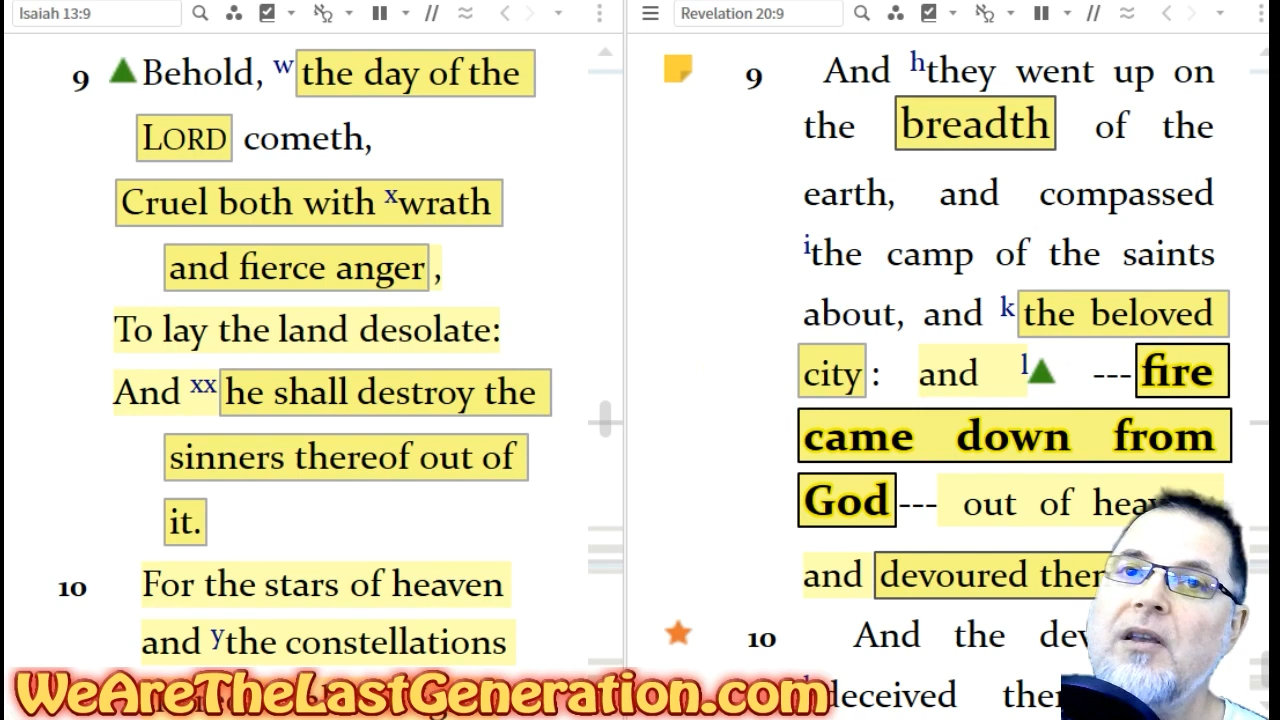 Isaiah 13:9
9 Behold, w the day of the
LORD cometh,
Cruel both with x wrath
and fierce anger ,
To lay the land desolate:
And xx he shall destroy the
sinners thereof out of
it.
10 For the stars of heaven
and y the constellations
Revelation 20:9
9 And h they went up on
the breadth of the
earth, and compassed
i the camp of the saints
about, and k the beloved
city : and l --- fire
came down from
God --- out of
and devoured
10 And the
deceived
WeAreTheLastGeneration.com